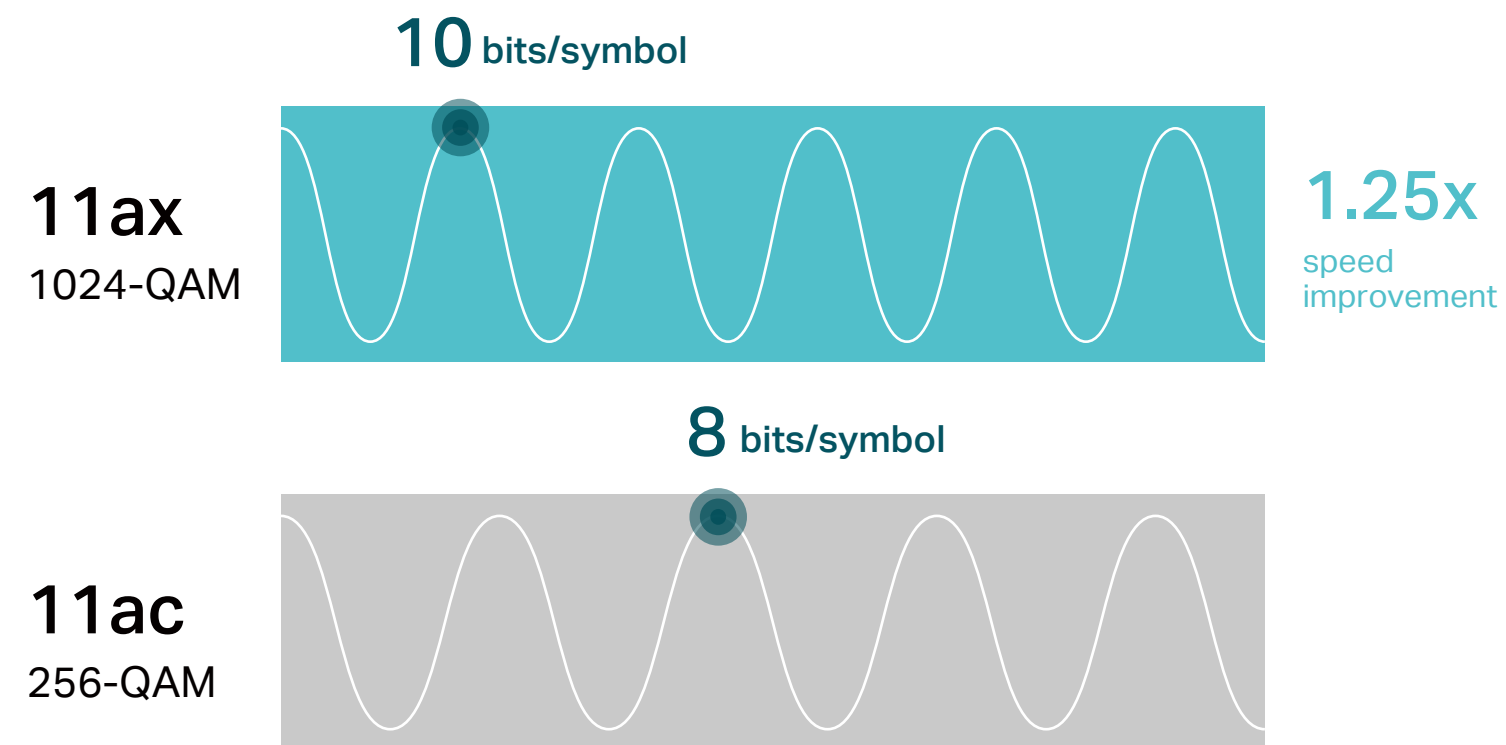 10 bits/symbol
11ax
1024-QAM
1.25x
speed
improvement
8 bits/symbol
11ac
256-QAM